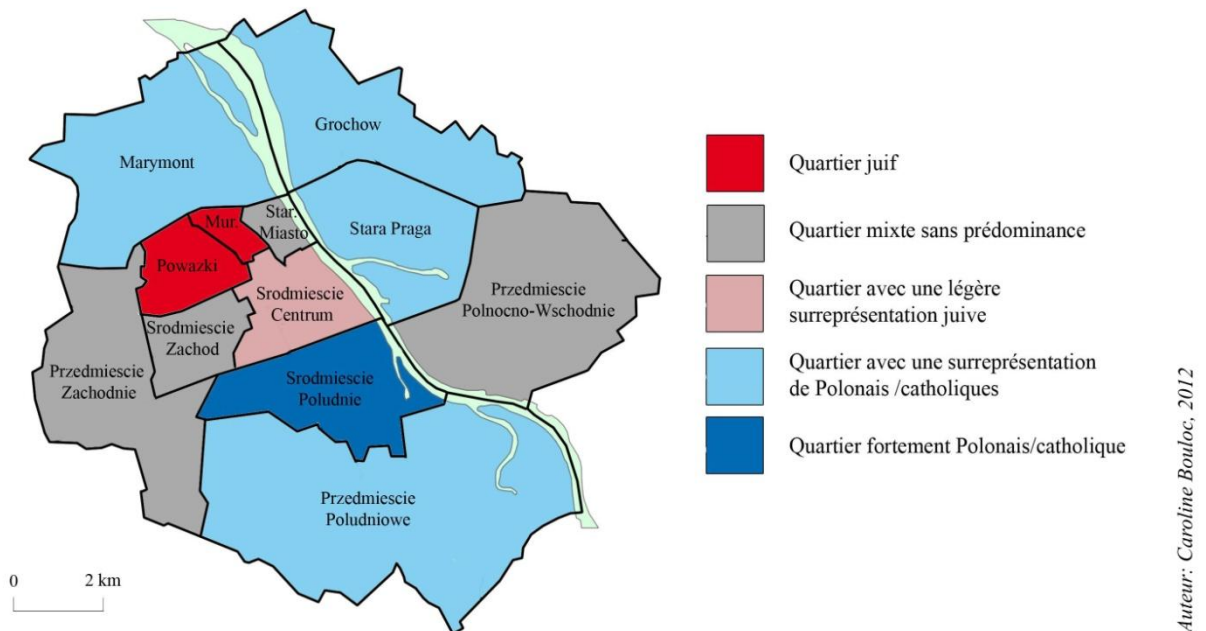 Grochow
Marymont
Mur.
Star.
Miasto
Stara Praga
Powazki
Srodmiescie
Centrum
Przedmiescie
Polnocno-Wschodnie
Srodmiescie
Zachod
Przedmiescie
Zachodnie
Srodmiescie
Poludnie
Przedmiescie
Poludniowe
0 2 km
Quartier juif
Quartier mixte sans prédominance
Quartier avec une légère
surreprésentation juive
Quartier avec une surreprésentation
de Polonais /catholiques
Quartier fortement Polonais/catholique
Auteur: Caroline Bouloc, 2012